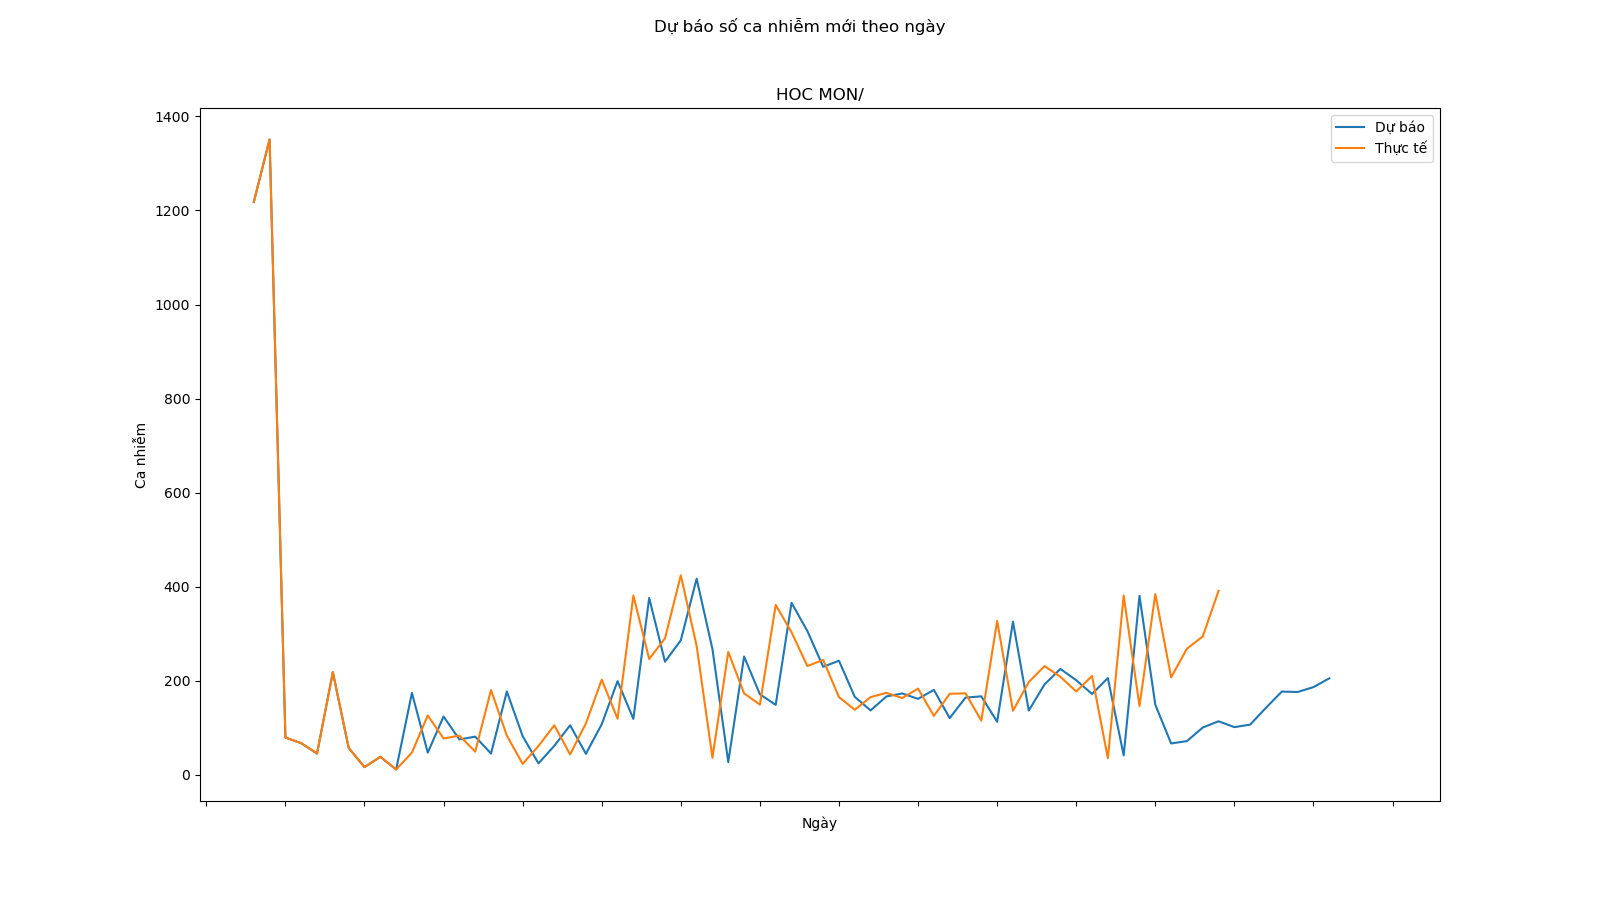 Dự báo số ca nhiễm mới theo ngày
HOC MON/
Dự báo
Thực tế
1400
1200
1000
800
600
400
200
0
Ca nhiễm
Ngày